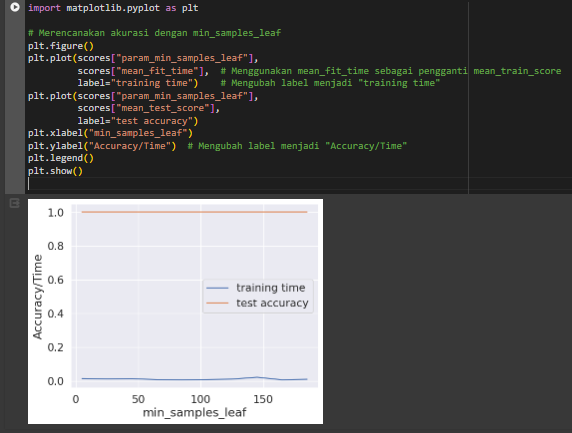 import matplotlib.pyplot as plt
# Merencanakan akurasi dengan min_samples_leaf
plt.figure()
plt.plot(scores["param_min_samples_leaf"],
scores["mean_fit_time"],  # Menggunakan mean_fit_time sebagai pengganti mean_train_score
label="training time")    # Mengubah label menjadi "training time"
plt.plot(scores["param_min_samples_leaf"],
scores["mean_test_score"],
label="test accuracy")
plt.xlabel("min_samples_leaf")
plt.ylabel("Accuracy/Time")  # Mengubah label menjadi "Accuracy/Time"
plt.legend()
plt.show()
Accuracy/Time
1.0
0.8
0.6
0.4
0.2
0.0
training time
test accuracy
0 50 100 150
min_samples_leaf